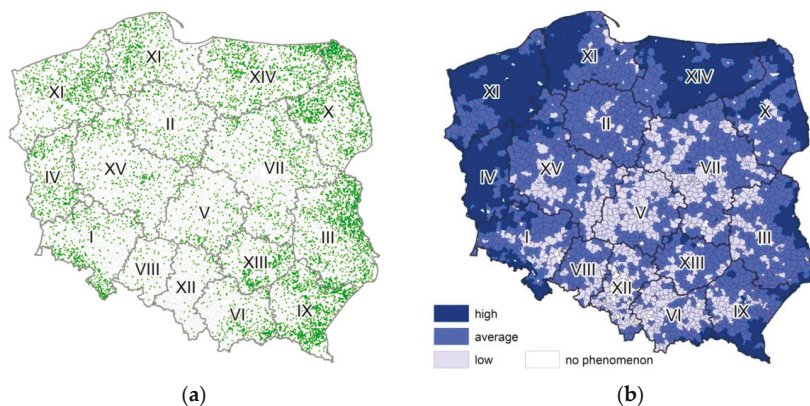 XI
XI
XIV
X
II
IV
XV
VII
V
I
III
VIII
XIII
XII
VI
IX
XI
XI
XIV
X
II
IV
XV
VII
V
I
III
VIII
XIII
XII
VI
IX
high
average
low
no phenomenon
(a)
(b)